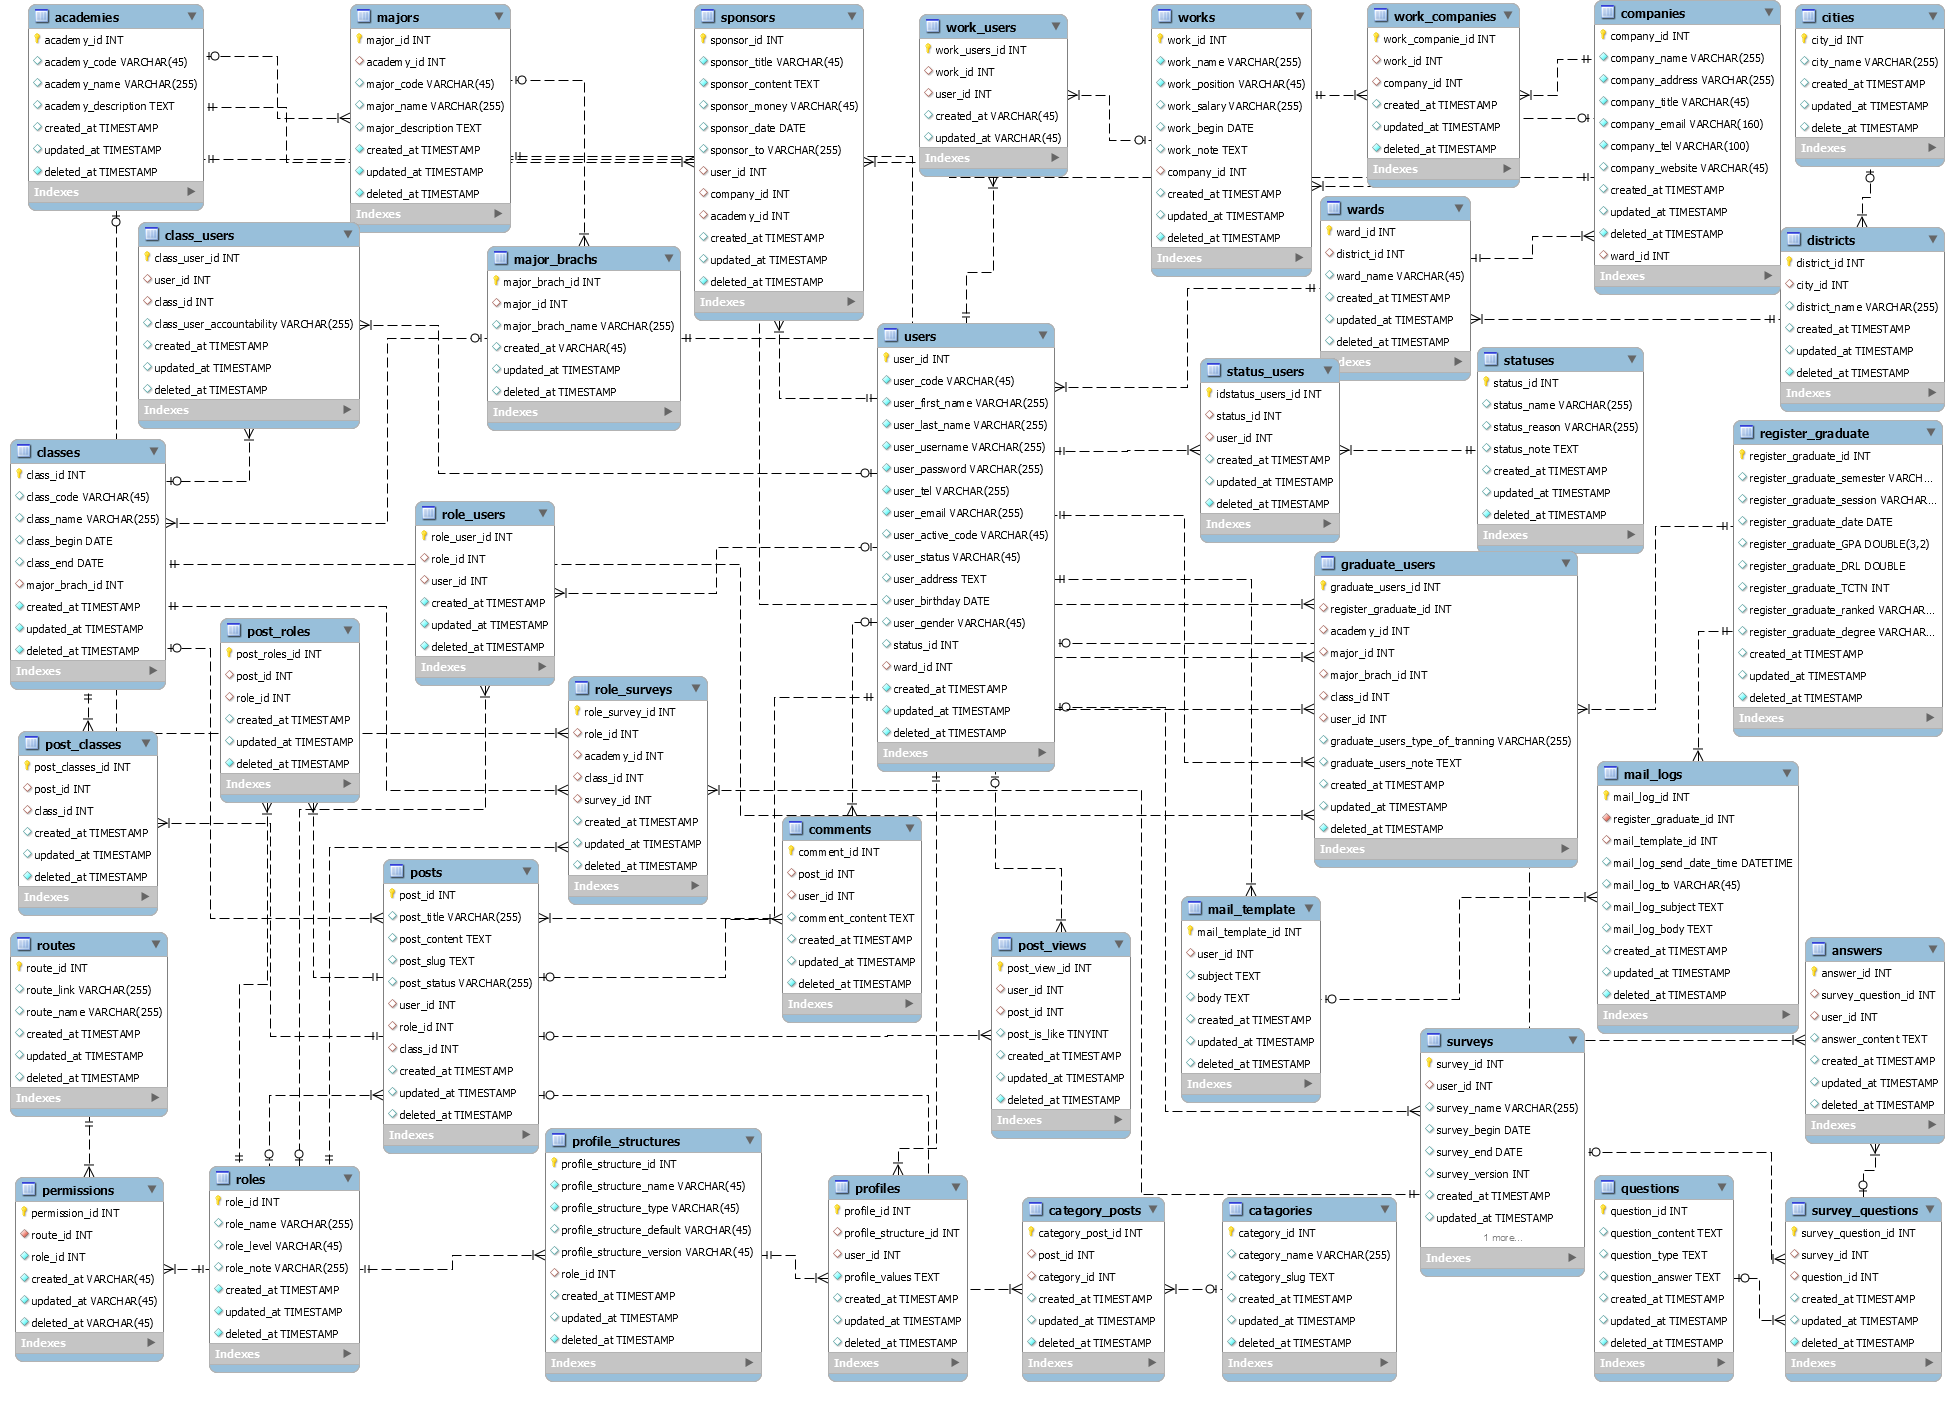 academies
academy_id INT
academy_code VARCHAR(45)
academy_name VARCHAR(255)
academy_description TEXT
created_at TIMESTAMP
updated_at TIMESTAMP
deleted_at TIMESTAMP
Indexes
majors
major_id INT
academy_id INT
major_code VARCHAR(45)
major_name VARCHAR(255)
major_description TEXT
created_at TIMESTAMP
updated_at TIMESTAMP
deleted_at TIMESTAMP
Indexes
sponsors
sponsor_id INT
sponsor_title VARCHAR(45)
sponsor_content TEXT
sponsor_money VARCHAR(45)
sponsor_date DATE
sponsor_to VARCHAR(255)
user_id INT
company_id INT
academy_id INT
created_at TIMESTAMP
updated_at TIMESTAMP
deleted_at TIMESTAMP
Indexes
work_users
work_users_id INT
work_id INT
user_id INT
created_at VARCHAR(45)
updated_at VARCHAR(45)
Indexes
works
work_id INT
work_name VARCHAR(255)
work_position VARCHAR(45)
work_salary VARCHAR(255)
work_begin DATE
work_note TEXT
company_id INT
created_at TIMESTAMP
updated_at TIMESTAMP
deleted_at TIMESTAMP
Indexes
work_companies
work_companie_id INT
work_id INT
company_id INT
created_at TIMESTAMP
updated_at TIMESTAMP
deleted_at TIMESTAMP
Indexes
companies
company_id INT
company_name VARCHAR(255)
company_address VARCHAR(255)
company_title VARCHAR(45)
company_email VARCHAR(160)
company_tel VARCHAR(100)
company_website VARCHAR(45)
created_at TIMESTAMP
updated_at TIMESTAMP
deleted_at TIMESTAMP
ward_id INT
Indexes
cities
city_id INT
city_name VARCHAR(255)
created_at TIMESTAMP
updated_at TIMESTAMP
delete_at TIMESTAMP
Indexes
class_users
class_user_id INT
user_id INT
class_id INT
class_user_accountability VARCHAR(255)
created_at TIMESTAMP
updated_at TIMESTAMP
deleted_at TIMESTAMP
Indexes
major_brachs
major_brach_id INT
major_id INT
major_brach_name VARCHAR(255)
created_at VARCHAR(45)
updated_at TIMESTAMP
deleted_at TIMESTAMP
Indexes
users
user_id INT
user_code VARCHAR(45)
user_first_name VARCHAR(255)
user_last_name VARCHAR(255)
user_username VARCHAR(255)
user_password VARCHAR(255)
user_tel VARCHAR(255)
user_email VARCHAR(255)
user_active_code VARCHAR(45)
user_status VARCHAR(45)
user_address TEXT
user_birthday DATE
user_gender VARCHAR(45)
status_id INT
ward_id INT
created_at TIMESTAMP
updated_at TIMESTAMP
deleted_at TIMESTAMP
Indexes
wards
ward_id INT
district_id INT
ward_name VARCHAR(45)
created_at TIMESTAMP
updated_at TIMESTAMP
deleted_at TIMESTAMP
dexes
districts
district_id INT
city_id INT
district_name VARCHAR(255)
created_at TIMESTAMP
updated_at TIMESTAMP
deleted_at TIMESTAMP
Indexes
status_users
idstatus_users_id INT
status_id INT
user_id INT
created_at TIMESTAMP
updated_at TIMESTAMP
deleted_at TIMESTAMP
Indexes
statuses
status_id INT
status_name VARCHAR(255)
status_reason VARCHAR(255)
status_note TEXT
created_at TIMESTAMP
updated_at TIMESTAMP
deleted_at TIMESTAMP
Indexes
register_graduate
register_graduate_id INT
register_graduate_semester VARCH...
register_graduate_session VARCHAR...
register_graduate_date DATE
register_graduate_GPA DOUBLE(3,2)
register_graduate_DRL DOUBLE
register_graduate_TCTN INT
register_graduate_ranked VARCHAR...
register_graduate_degree VARCHAR...
created_at TIMESTAMP
updated_at TIMESTAMP
deleted_at TIMESTAMP
Indexes
classes
class_id INT
class_code VARCHAR(45)
class_name VARCHAR(255)
class_begin DATE
class_end DATE
major_brach_id INT
created_at TIMESTAMP
updated_at TIMESTAMP
deleted_at TIMESTAMP
Indexes
role_users
role_user_id INT
role_id INT
user_id INT
created_at TIMESTAMP
updated_at TIMESTAMP
deleted_at TIMESTAMP
Indexes
graduate_users
graduate_users_id INT
register_graduate_id INT
academy_id INT
major_id INT
major_brach_id INT
class_id INT
user_id INT
graduate_users_type_of_tranning VARCHAR(255)
graduate_users_note TEXT
created_at TIMESTAMP
updated_at TIMESTAMP
deleted_at TIMESTAMP
Indexes
post_roles
post_roles_id INT
post_id INT
role_id INT
created_at TIMESTAMP
updated_at TIMESTAMP
deleted_at TIMESTAMP
Indexes
role_surveys
role_survey_id INT
role_id INT
academy_id INT
class_id INT
survey_id INT
created_at TIMESTAMP
updated_at TIMESTAMP
deleted_at TIMESTAMP
Indexes
post_classes
post_classes_id INT
post_id INT
class_id INT
created_at TIMESTAMP
updated_at TIMESTAMP
deleted_at TIMESTAMP
Indexes
mail_logs
mail_log_id INT
register_graduate_id INT
mail_template_id INT
mail_log_send_date_time DATETIME
mail_log_to VARCHAR(45)
mail_log_subject TEXT
mail_log_body TEXT
created_at TIMESTAMP
updated_at TIMESTAMP
deleted_at TIMESTAMP
Indexes
comments
comment_id INT
post_id INT
user_id INT
comment_content TEXT
created_at TIMESTAMP
updated_at TIMESTAMP
deleted_at TIMESTAMP
Indexes
posts
post_id INT
post_title VARCHAR(255)
post_content TEXT
post_slug TEXT
post_status VARCHAR(255)
user_id INT
role_id INT
class_id INT
created_at TIMESTAMP
updated_at TIMESTAMP
deleted_at TIMESTAMP
Indexes
mail_template
mail_template_id INT
user_id INT
subject TEXT
body TEXT
created_at TIMESTAMP
updated_at TIMESTAMP
deleted_at TIMESTAMP
Indexes
routes
route_id INT
route_link VARCHAR(255)
route_name VARCHAR(255)
created_at TIMESTAMP
updated_at TIMESTAMP
deleted_at TIMESTAMP
Indexes
post_views
post_view_id INT
user_id INT
post_id INT
post_is_like TINYINT
created_at TIMESTAMP
updated_at TIMESTAMP
deleted_at TIMESTAMP
Indexes
answers
answer_id INT
survey_question_id INT
user_id INT
answer_content TEXT
created_at TIMESTAMP
updated_at TIMESTAMP
deleted_at TIMESTAMP
Indexes
surveys
survey_id INT
user_id INT
survey_name VARCHAR(255)
survey_begin DATE
survey_end DATE
survey_version INT
created_at TIMESTAMP
updated_at TIMESTAMP
1 more...
Indexes
permissions
permission_id INT
route_id INT
role_id INT
created_at VARCHAR(45)
updated_at VARCHAR(45)
deleted_at VARCHAR(45)
Indexes
roles
role_id INT
role_name VARCHAR(255)
role_level VARCHAR(45)
role_note VARCHAR(255)
created_at TIMESTAMP
updated_at TIMESTAMP
deleted_at TIMESTAMP
Indexes
profile_structures
profile_structure_id INT
profile_structure_name VARCHAR(45)
profile_structure_type VARCHAR(45)
profile_structure_default VARCHAR(45)
profile_structure_version VARCHAR(45)
role_id INT
created_at TIMESTAMP
updated_at TIMESTAMP
deleted_at TIMESTAMP
Indexes
profiles
profile_id INT
profile_structure_id INT
user_id INT
profile_values TEXT
created_at TIMESTAMP
updated_at TIMESTAMP
deleted_at TIMESTAMP
Indexes
category_posts
category_post_id INT
post_id INT
category_id INT
created_at TIMESTAMP
updated_at TIMESTAMP
deleted_at TIMESTAMP
Indexes
catagories
catagory_id INT
category_name VARCHAR(255)
category_slug TEXT
created_at TIMESTAMP
updated_at TIMESTAMP
deleted_at TIMESTAMP
Indexes
questions
question_id INT
question_content TEXT
question_type TEXT
question_answer TEXT
created_at TIMESTAMP
updated_at TIMESTAMP
deleted_at TIMESTAMP
Indexes
survey_questions
survey_question_id INT
survey_id INT
question_id INT
created_at TIMESTAMP
updated_at TIMESTAMP
deleted_at TIMESTAMP
Indexes